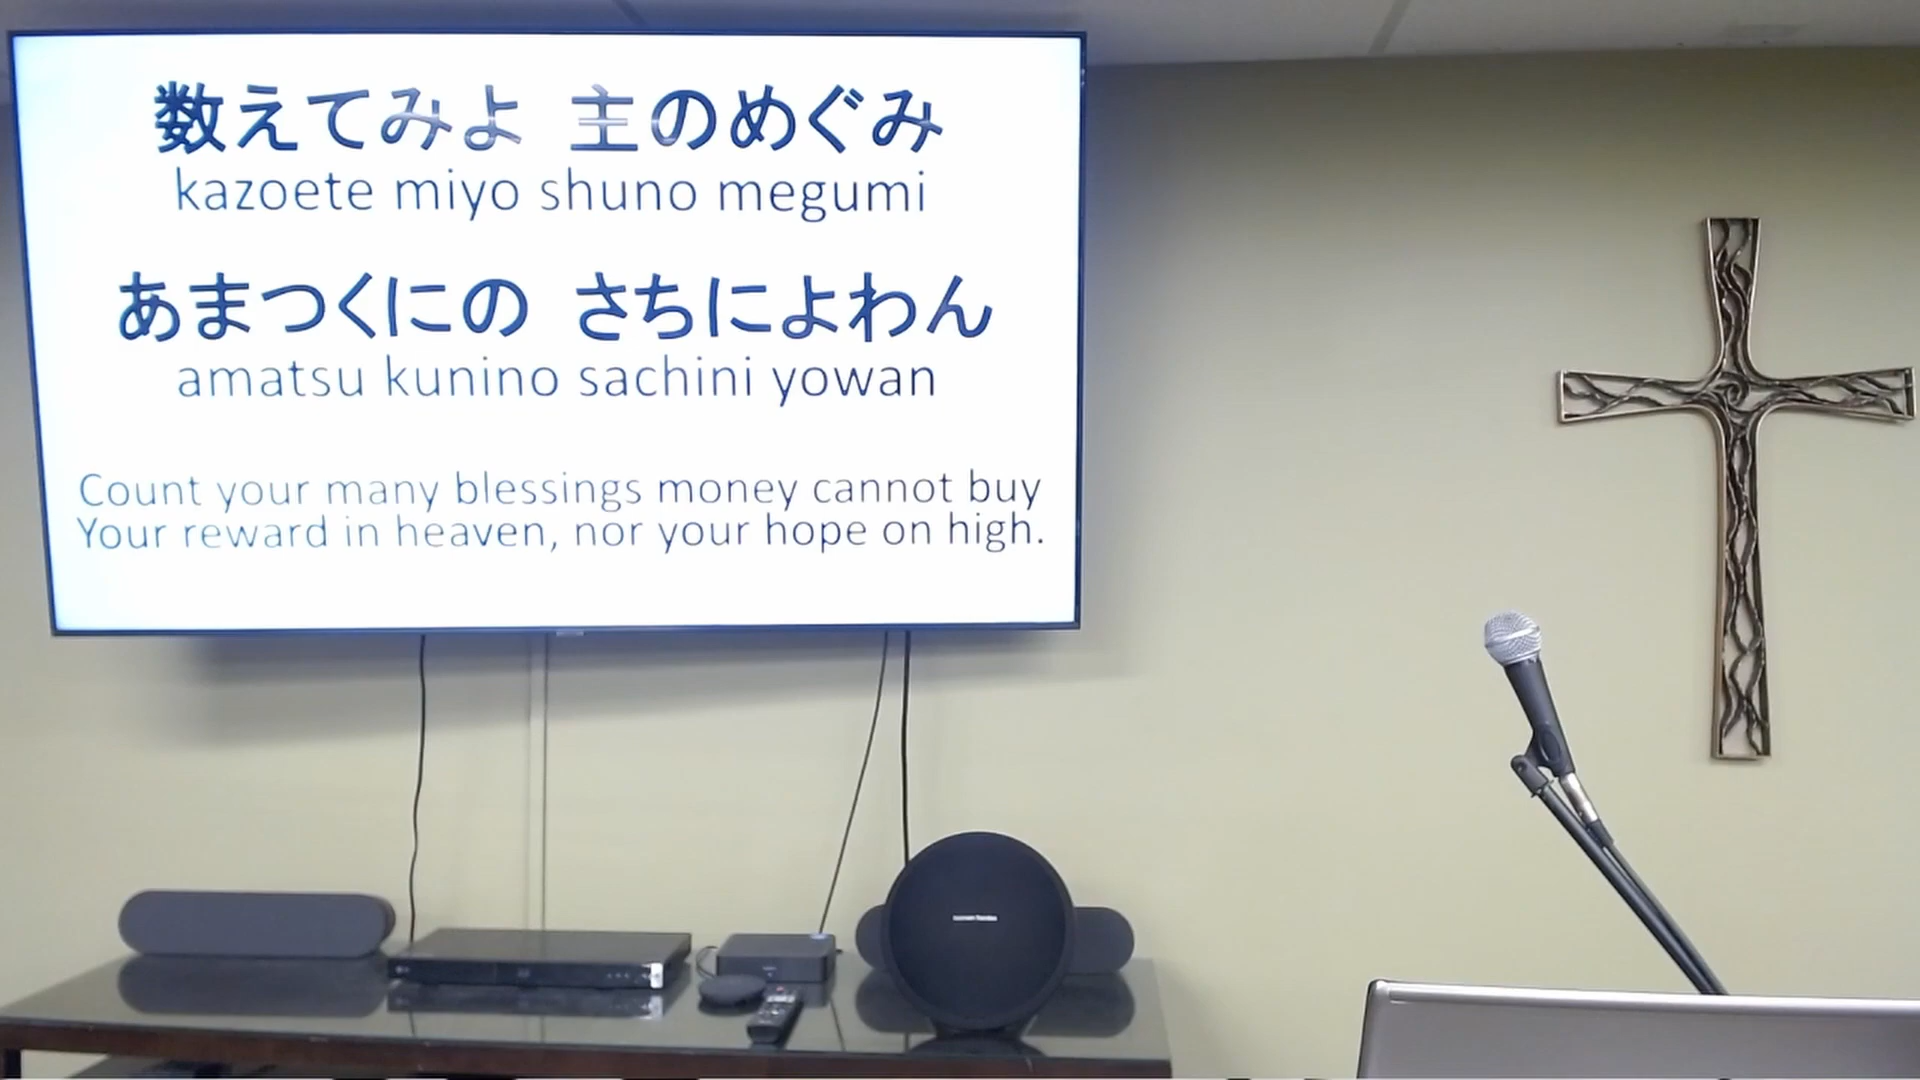 数えてみよ 主のめぐみ
kazoete miyo shuno megumi
あまつくにの さちによわん
amatsu kunino sachini yowan
Count your many blessings money cannot buy
Your reward in heaven, nor your hope on high.
harman/kardon